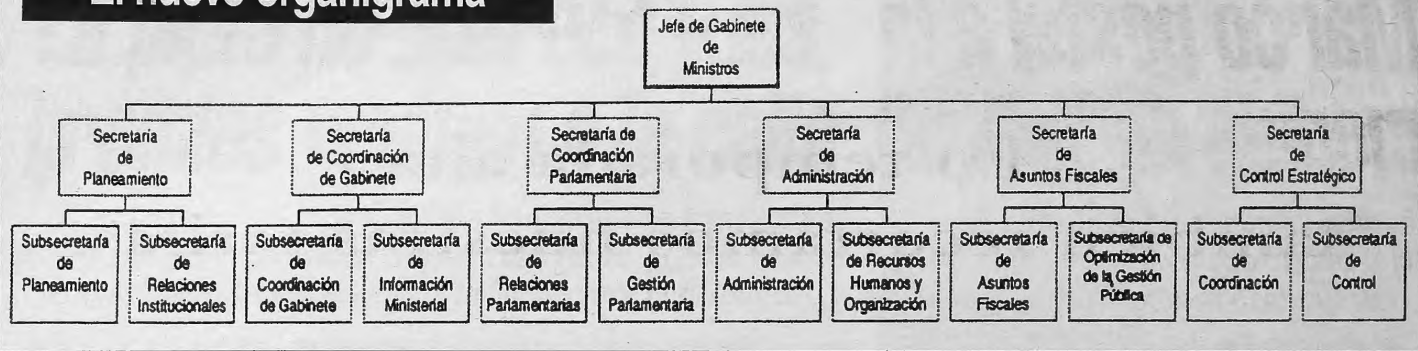 El nuevo organigrama
Jefe de Gabinete
de
Ministros
Secretaría
de
Planeamiento
Secretaría
de Coordinación
de Gabinete
Secretaría de
Coordinación
Parlamentaria
Secretaría
de
Administración
Secretaría
de
Asuntos Fiscales
Secretaría
de
Control Estratégico
Subsecretaría
de
Planeamiento
Subsecretaría
de
Relaciones
Institucionales
Subsecretaría
de
Coordinación
de Gabinete
Subsecretaría
de
Información
Ministerial
Subsecretaría
de
Relaciones
Parlamentarias
Subsecretaría
de
Gestión
Parlamentaria
Subsecretaría
de
Administración
Subsecretaría
de Recursos
Humanos y
Organización
Subsecretaría
de
Asuntos
Fiscales
Subsecretaría de
Optimización
de la Gestión
Pública
Subsecretaría
de
Coordinación
Subsecretaría
de
Control